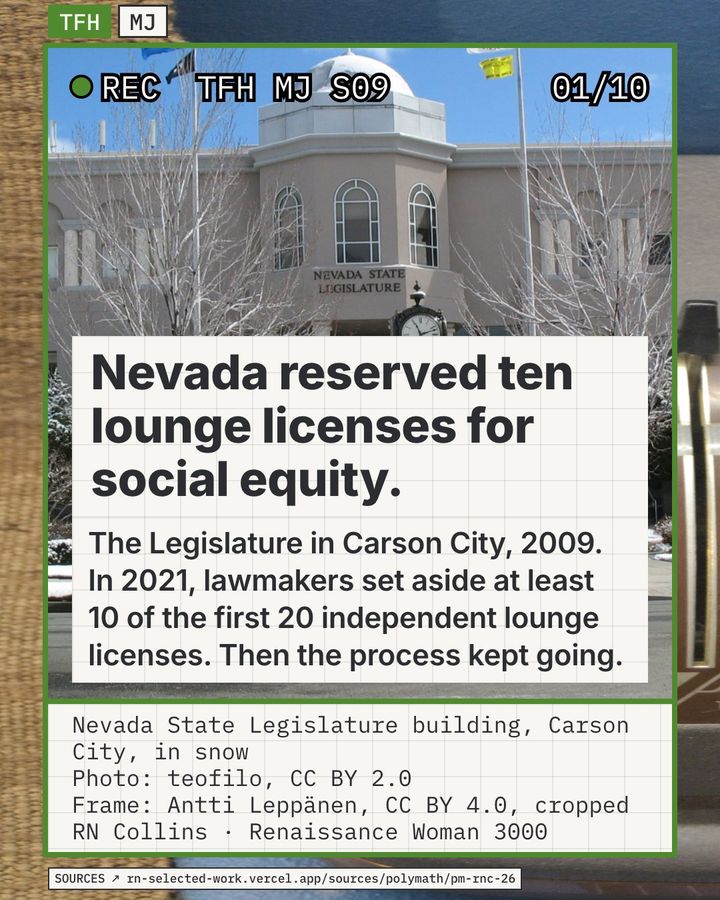 TFH MJ
REC TFH MJ S09 01/10
NEVADA STATE
LEGISLATURE
Nevada reserved ten
lounge licenses for
social equity.
The Legislature in Carson City, 2009.
In 2021, lawmakers set aside at least
10 of the first 20 independent lounge
licenses. Then the process kept going.
Nevada State Legislature building, Carson
City, in snow
Photo: teofilo, CC BY 2.0
Frame: Antti Leppänen, CC BY 4.0, cropped
RN Collins · Renaissance Woman 3000
SOURCES ↗ rn-selected-work.vercel.app/sources/polymath/pm-rnc-26